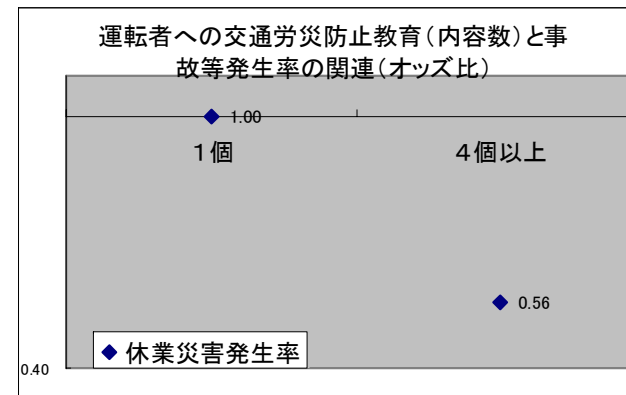 運転者への交通労災防止教育（内容数）と事
故等発生率の関連（オッズ比）
1.00
１個
４個以上
0.56
休業災害発生率
0.40